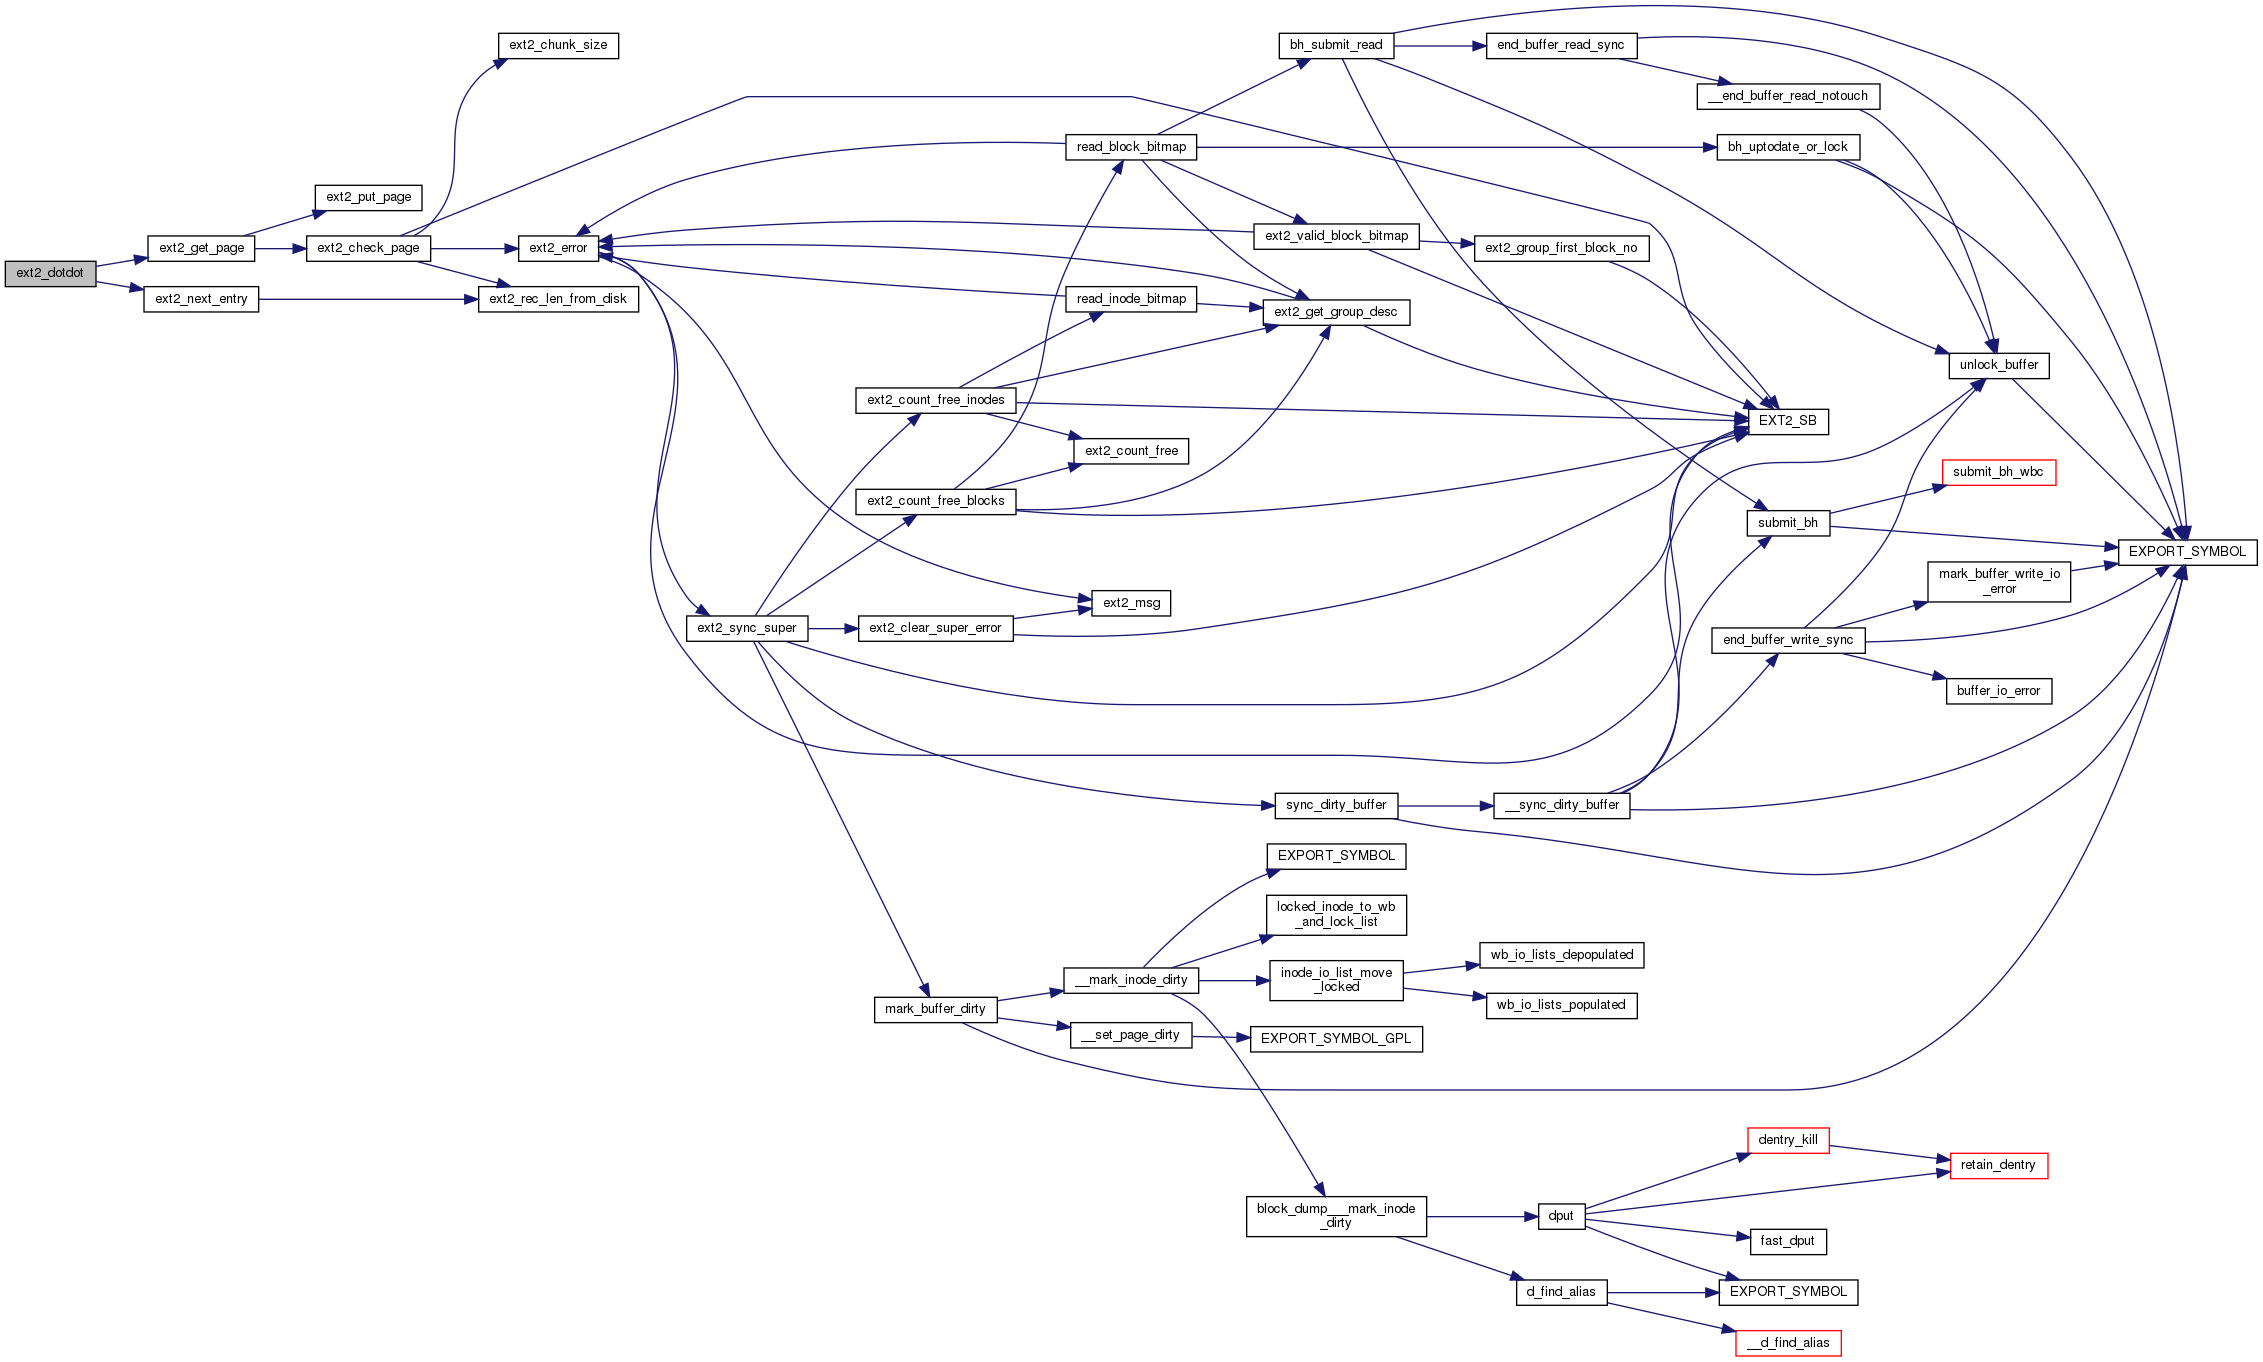 ext2_dotdot
ext2_get_page
ext2_next_entry
ext2_put_page
ext2_check_page
ext2_chunk_size
ext2_error
ext2_rec_len_from_disk
ext2_sync_super
ext2_count_free_inodes
ext2_count_free_blocks
ext2_clear_super_error
mark_buffer_dirty
read_block_bitmap
read_inode_bitmap
ext2_count_free
ext2_msg
__mark_inode_dirty
__set_page_dirty
bh_submit_read
ext2_valid_block_bitmap
ext2_get_group_desc
sync_dirty_buffer
EXPORT_SYMBOL
locked_inode_to_wb
_and_lock_list
inode_io_list_move
_locked
EXPORT_SYMBOL_GPL
block_dump___mark_inode
_dirty
end_buffer_read_sync
ext2_group_first_block_no
__sync_dirty_buffer
wb_io_lists_depopulated
wb_io_lists_populated
dput
d_find_alias
__end_buffer_read_notouch
bh_uptodate_or_lock
EXT2_SB
submit_bh
end_buffer_write_sync
dentry_kill
fast_dput
EXPORT_SYMBOL
__d_find_alias
unlock_buffer
submit_bh_wbc
mark_buffer_write_io
_error
buffer_io_error
retain_dentry
EXPORT_SYMBOL